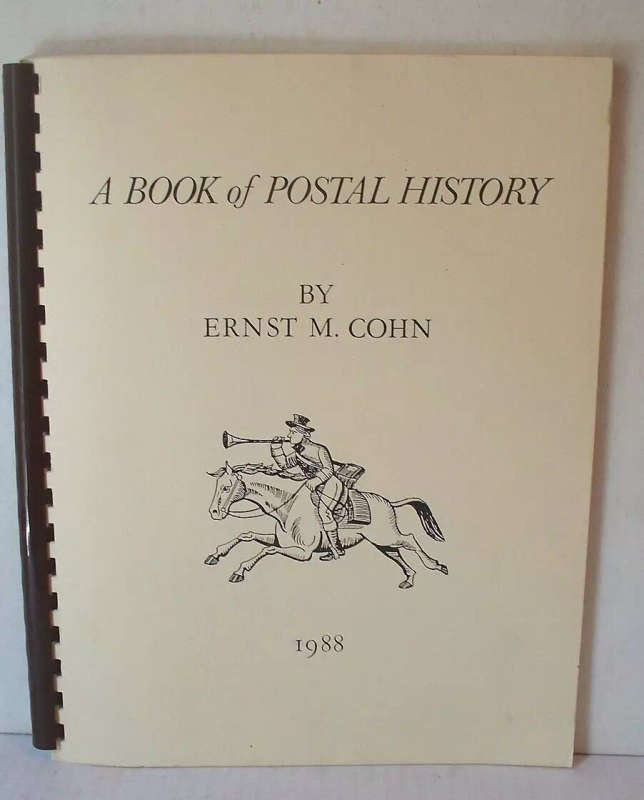 A BOOK of POSTAL HISTORY
BY
ERNST M. COHN
1988